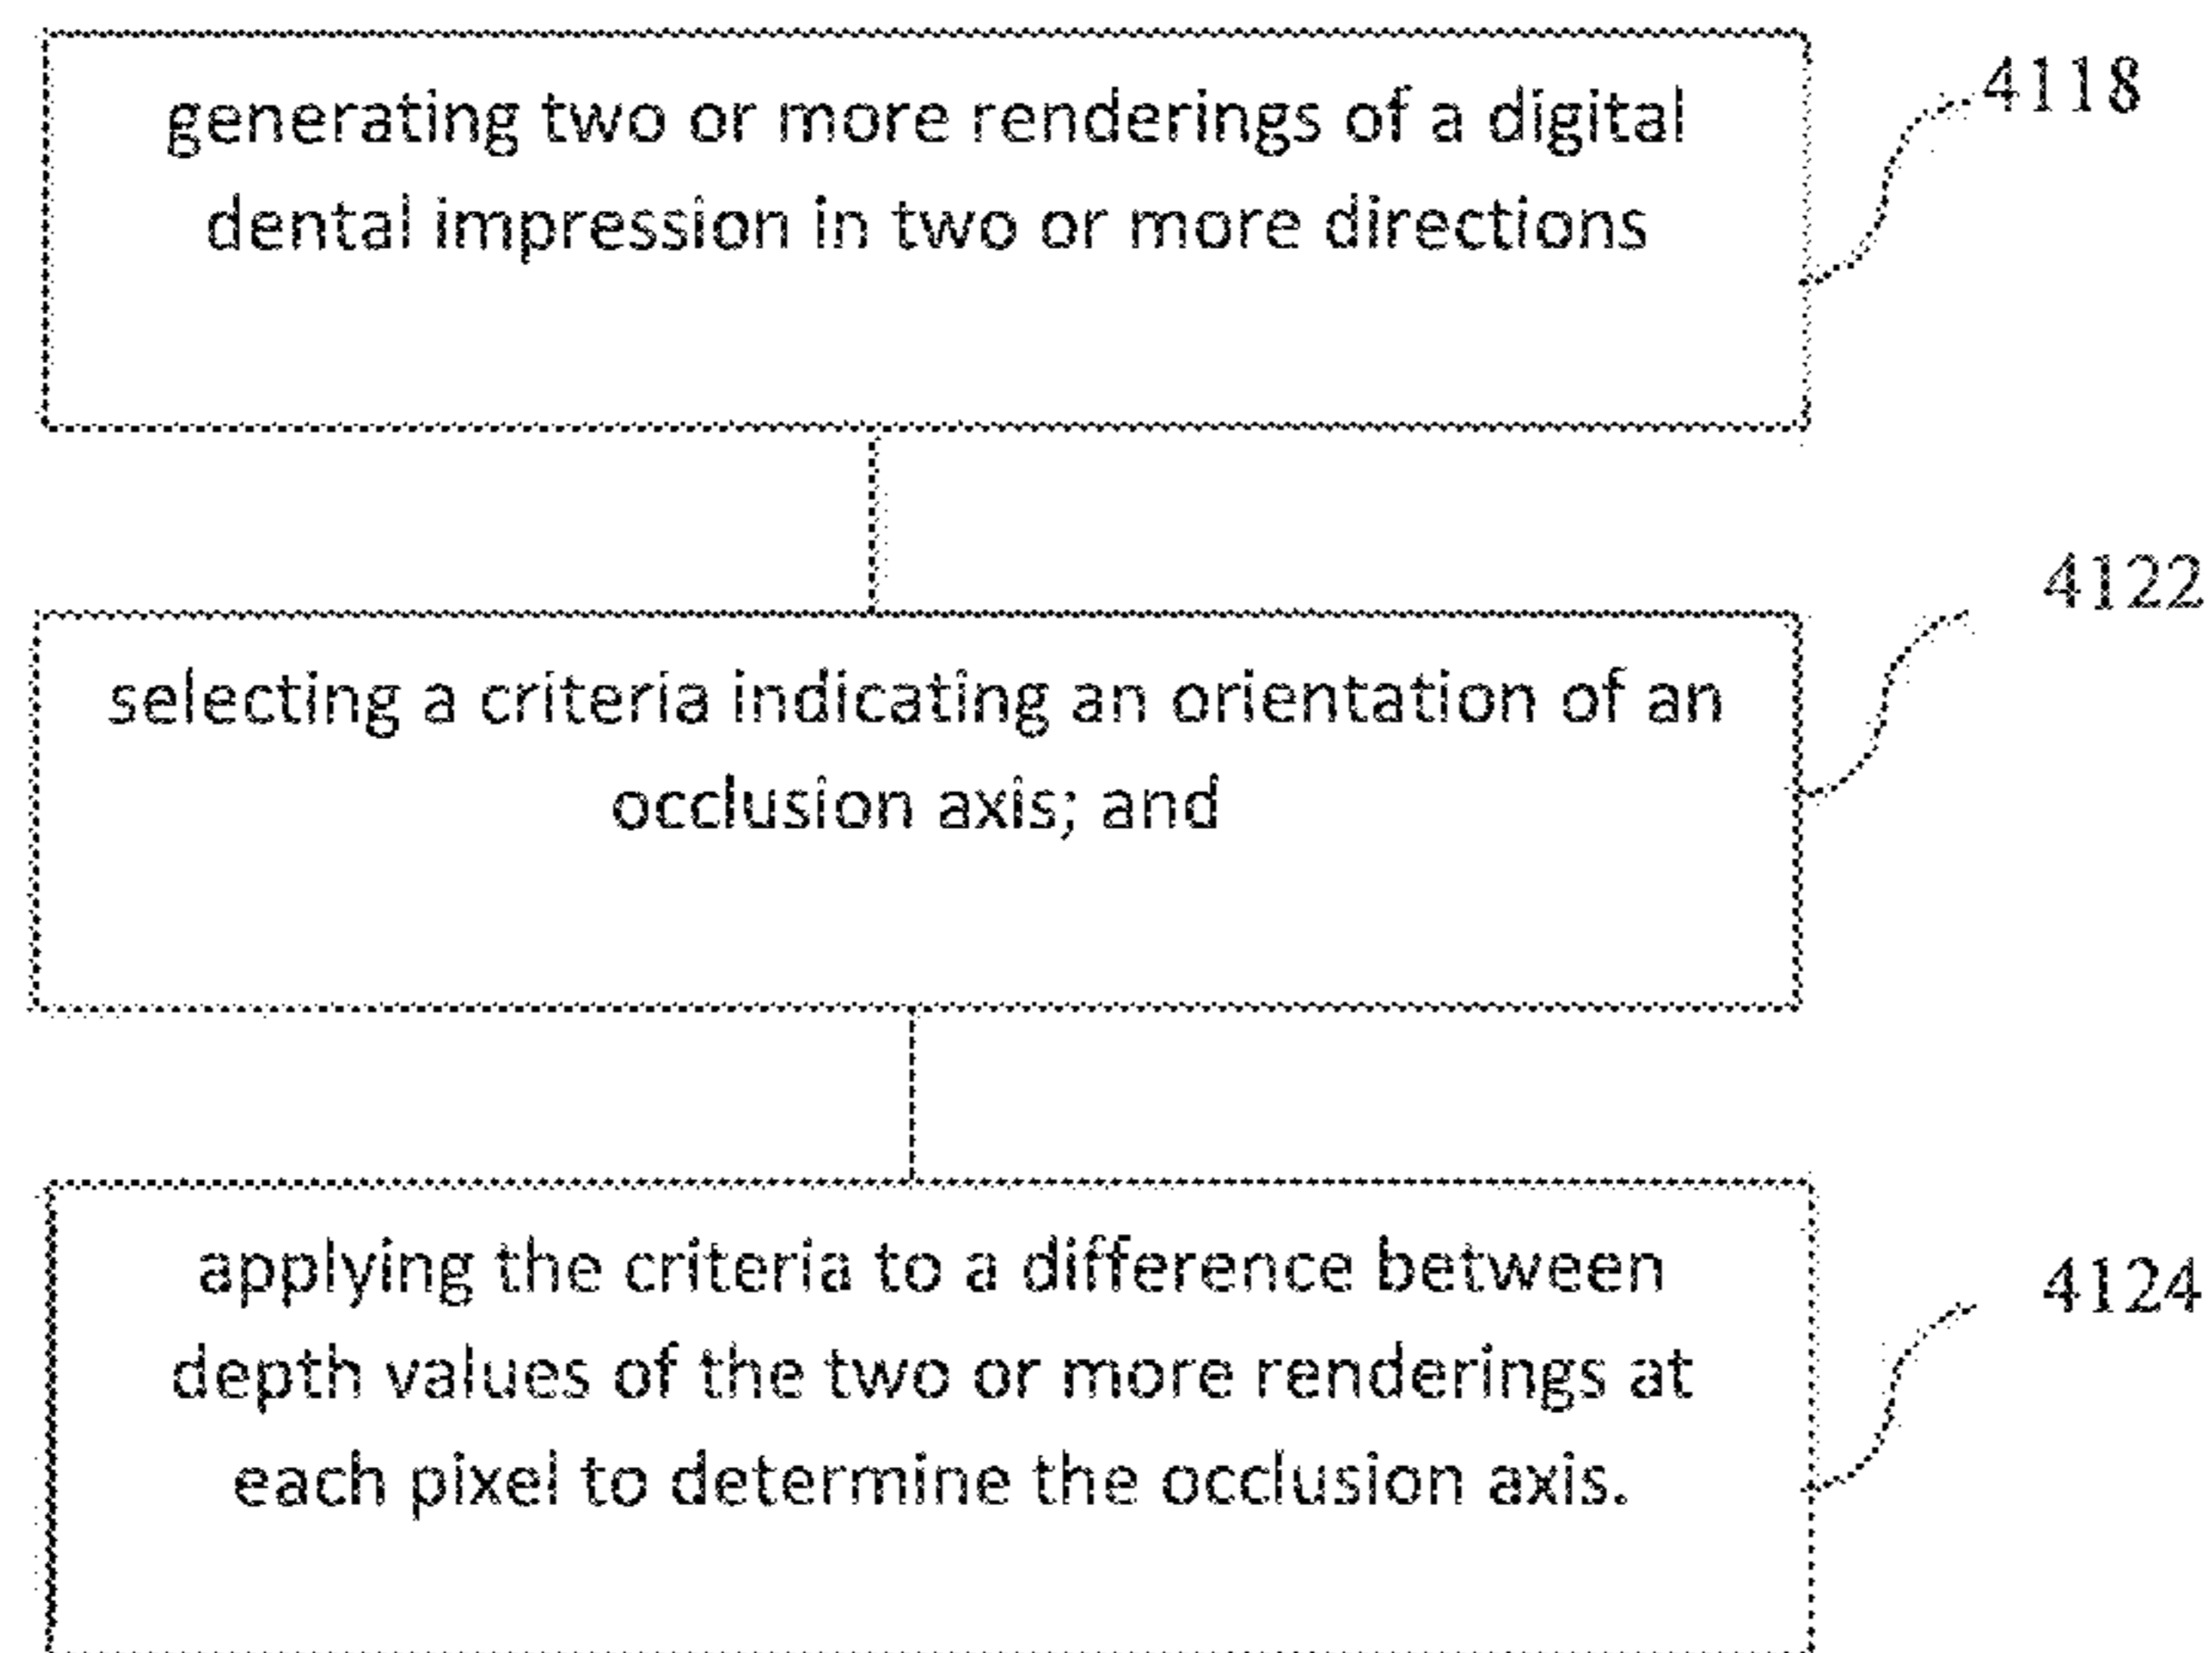 generating two or more renderings of a digital
dental impression in two or more directions
4118
selecting a criteria indicating an orientation of an
occlusion axis; and
4122
applying the criteria to a difference between
depth values of the two or more renderings at
each pixel to determine the occlusion axis.
4124